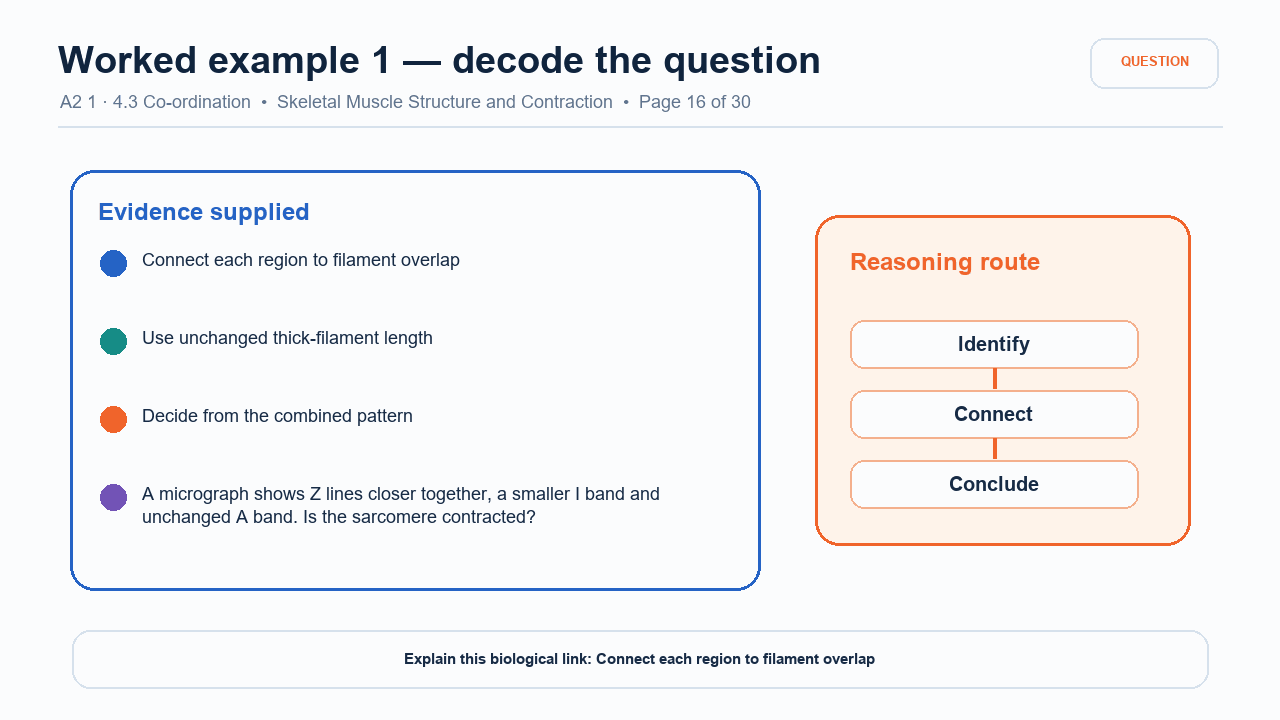 Worked example 1 — decode the question
QUESTION
A2 1 · 4.3 Co-ordination • Skeletal Muscle Structure and Contraction • Page 16 of 30
Evidence supplied
Connect each region to filament overlap
Use unchanged thick-filament length
Decide from the combined pattern
A micrograph shows Z lines closer together, a smaller I band and
unchanged A band. Is the sarcomere contracted?
Reasoning route
Identify
Connect
Conclude
Explain this biological link: Connect each region to filament overlap